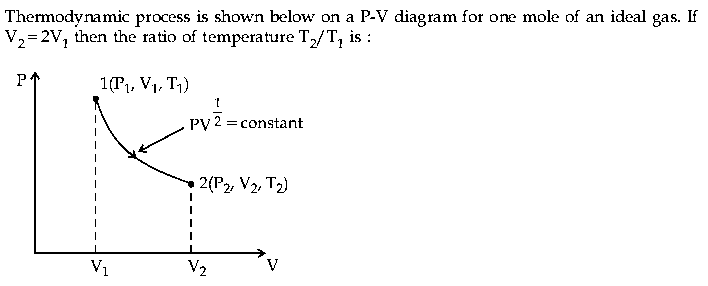 Thermodynamic process is shown below on a P-V diagram for one mole of an ideal gas. If
V₂=2V₁ then the ratio of temperature T₂/T₁ is :
P
1(P₁, V₁, T₁)
PV^{1/2} = constant
2(P₂, V₂, T₂)
V₁ V₂ V